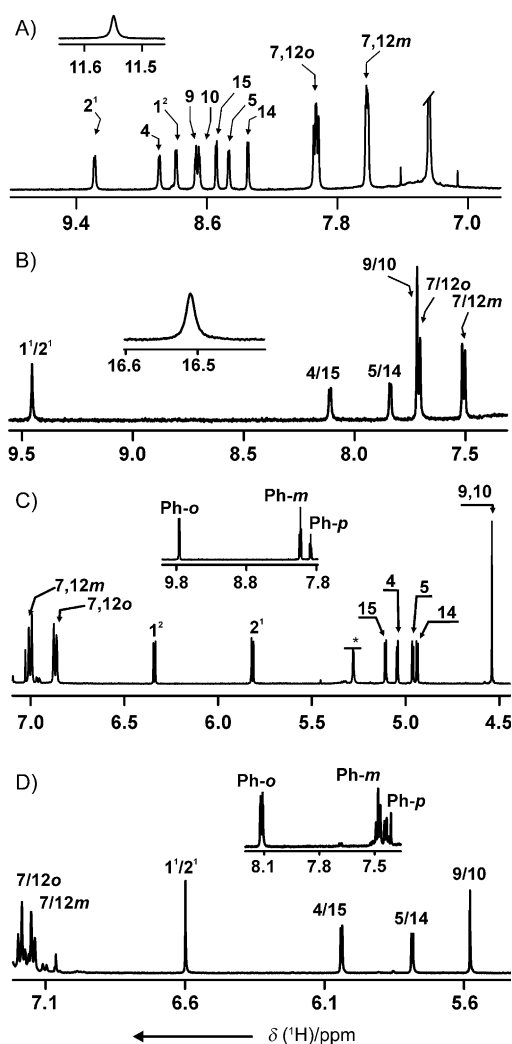 A)
11.6 11.5
7,12o 7,12m
2¹ 4 1² 9 10 15 5 14
9.4 8.6 7.8 7.0
B)
9/10
7/12o
7/12m
16.6 16.5
1¹/2¹ 4/15 5/14
9.5 9.0 8.5 8.0 7.5
C)
Ph-o Ph-m Ph-p
9,10
9.8 8.8 7.8
7,12m
7,12o
1² 2¹ * 15 4 5 14
7.0 6.5 6.0 5.5 5.0 4.5
D)
Ph-o Ph-m Ph-p
8.1 7.8 7.5
7/12o
7/12m
1¹/2¹ 4/15 5/14 9/10
7.1 6.6 6.1 5.6
δ (¹H)/ppm